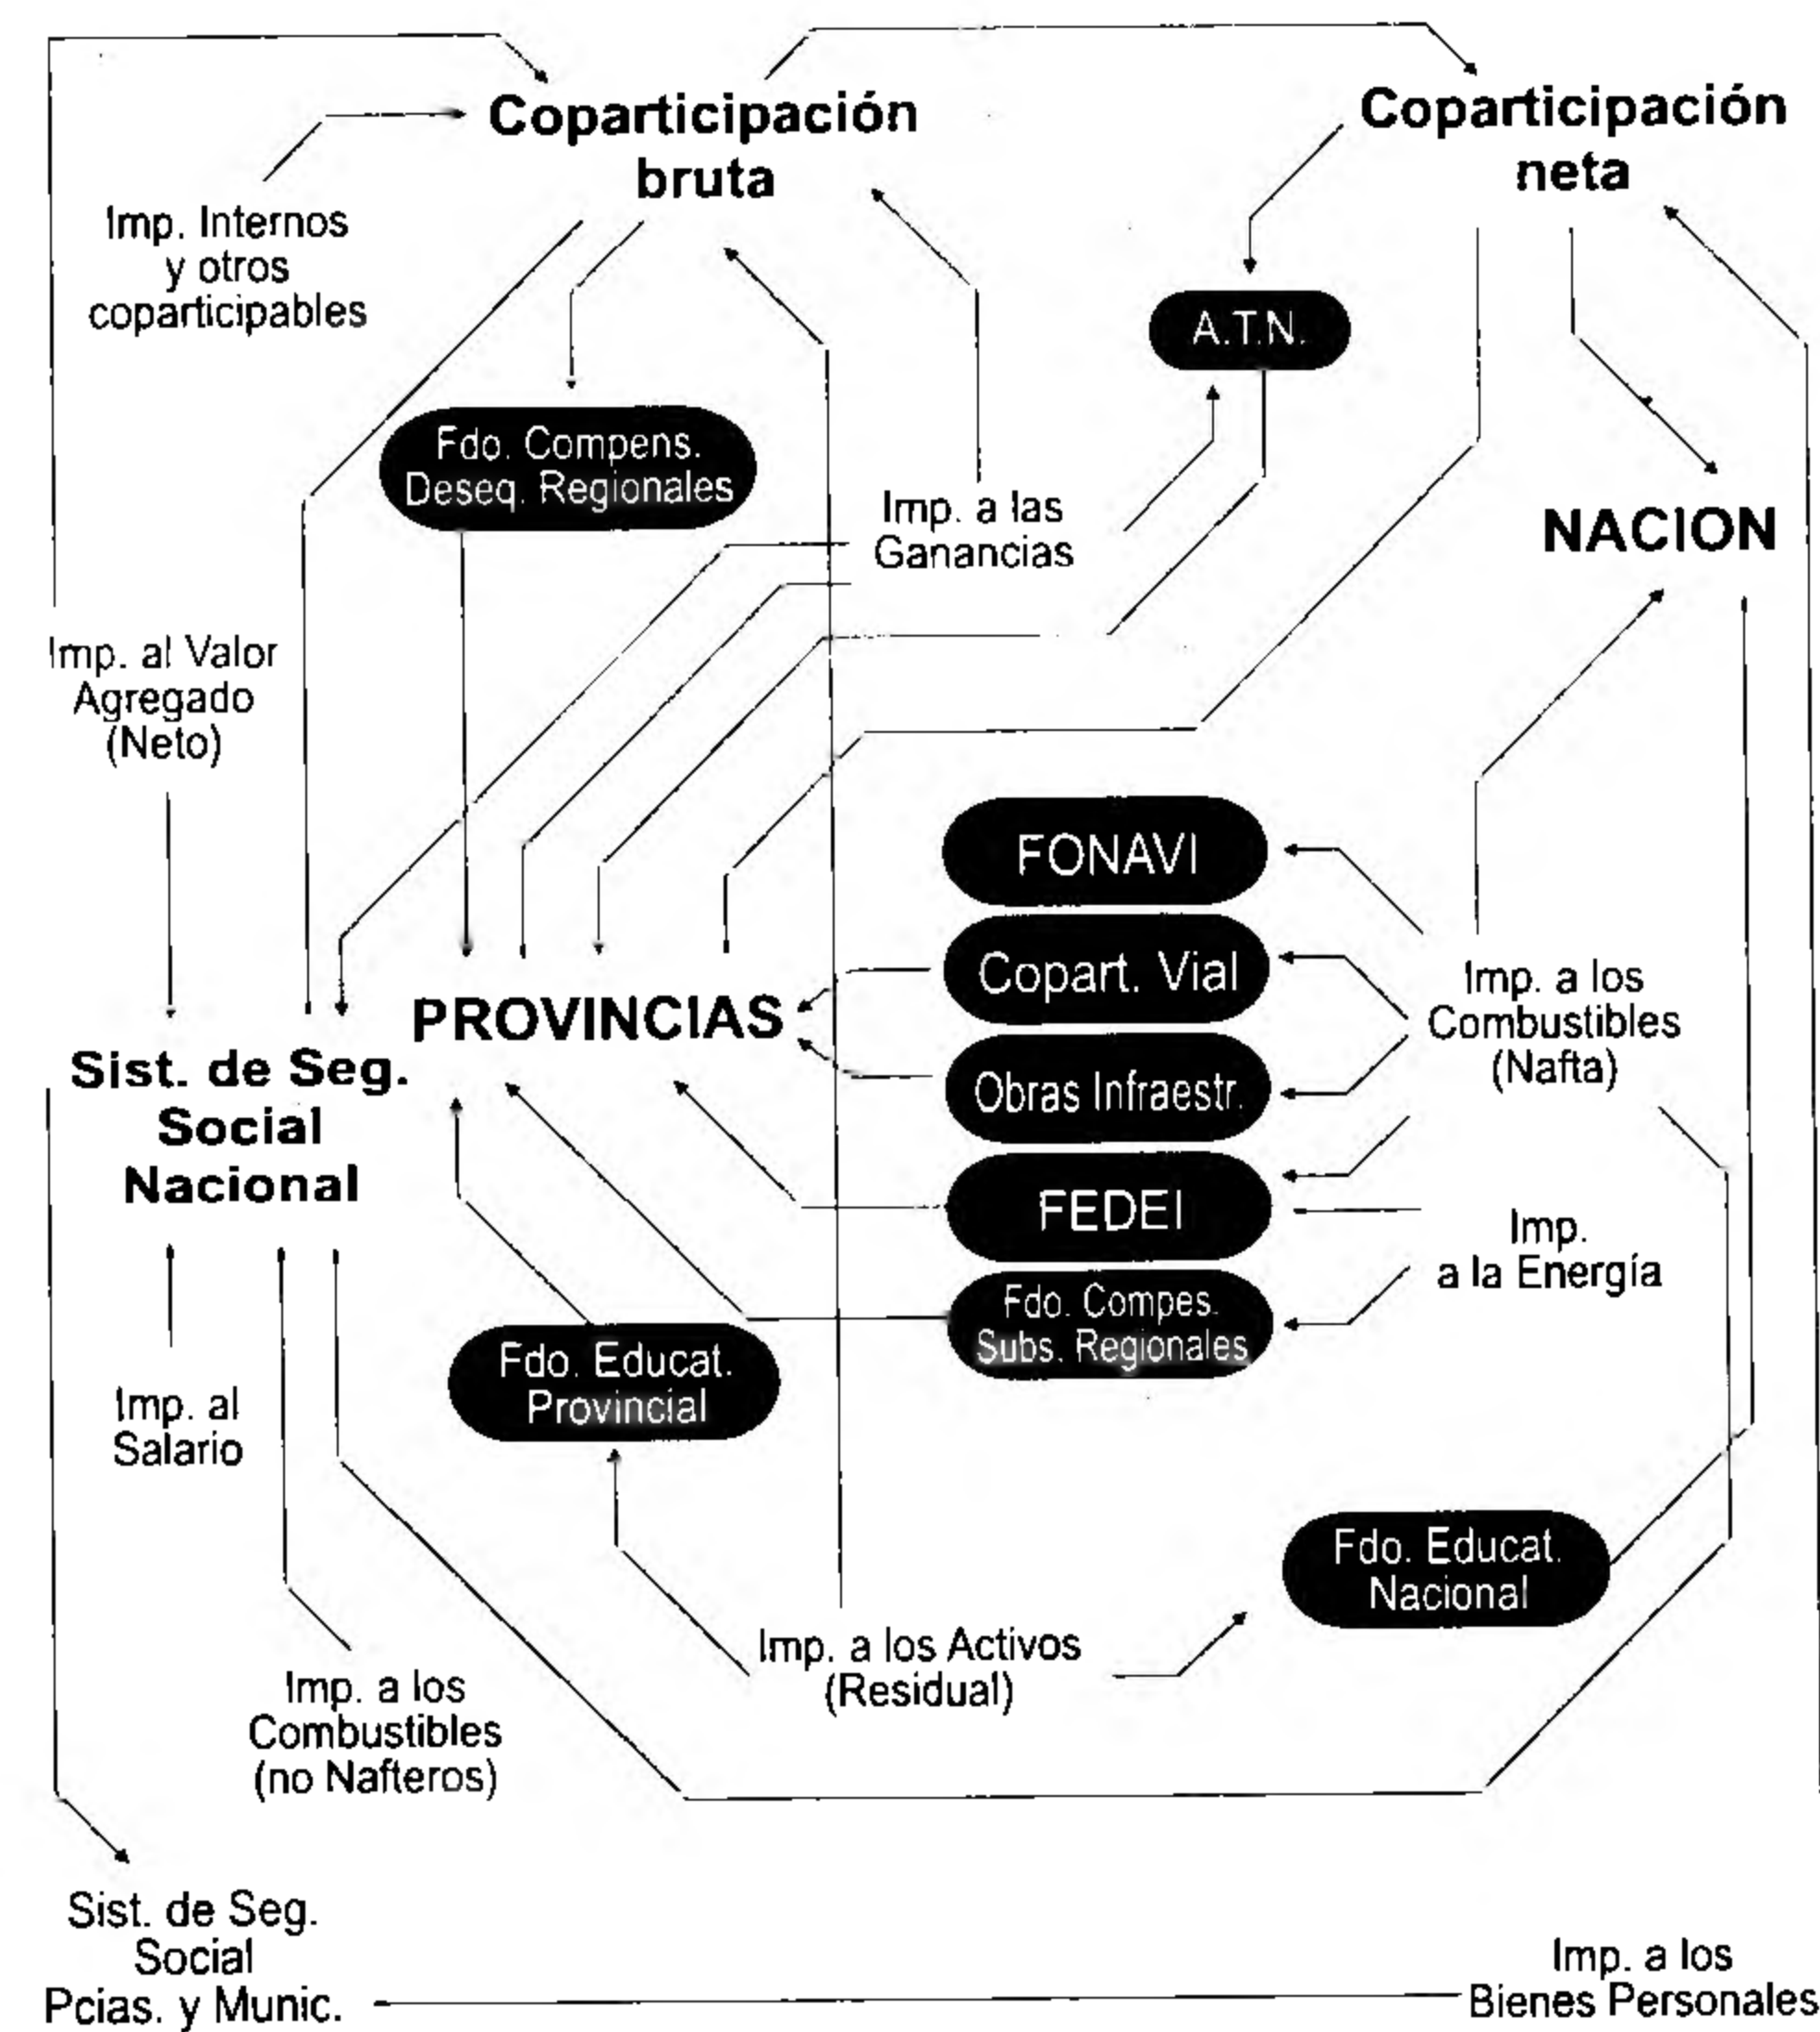 Coparticipación
bruta
Coparticipación
neta
Imp. Internos
y otros
coparticipables
A.T.N.
Fdo. Compens.
Deseq. Regionales
Imp. a las
Ganancias
NACION
Imp. al Valor
Agregado
(Neto)
FONAVI
Copart. Vial
Obras Infraestr.
FEDEI
Fdo. Compes.
Subs. Regionales
Imp. a los
Combustibles
(Nafta)
PROVINCIAS
Sist. de Seg.
Social
Nacional
Imp.
a la Energía
Fdo. Educat.
Provincial
Imp. al
Salario
Fdo. Educat.
Nacional
Imp. a los Activos
(Residual)
Imp. a los
Combustibles
(no Nafteros)
Sist. de Seg.
Social
Pcias. y Munic.
Imp. a los
Bienes Personales